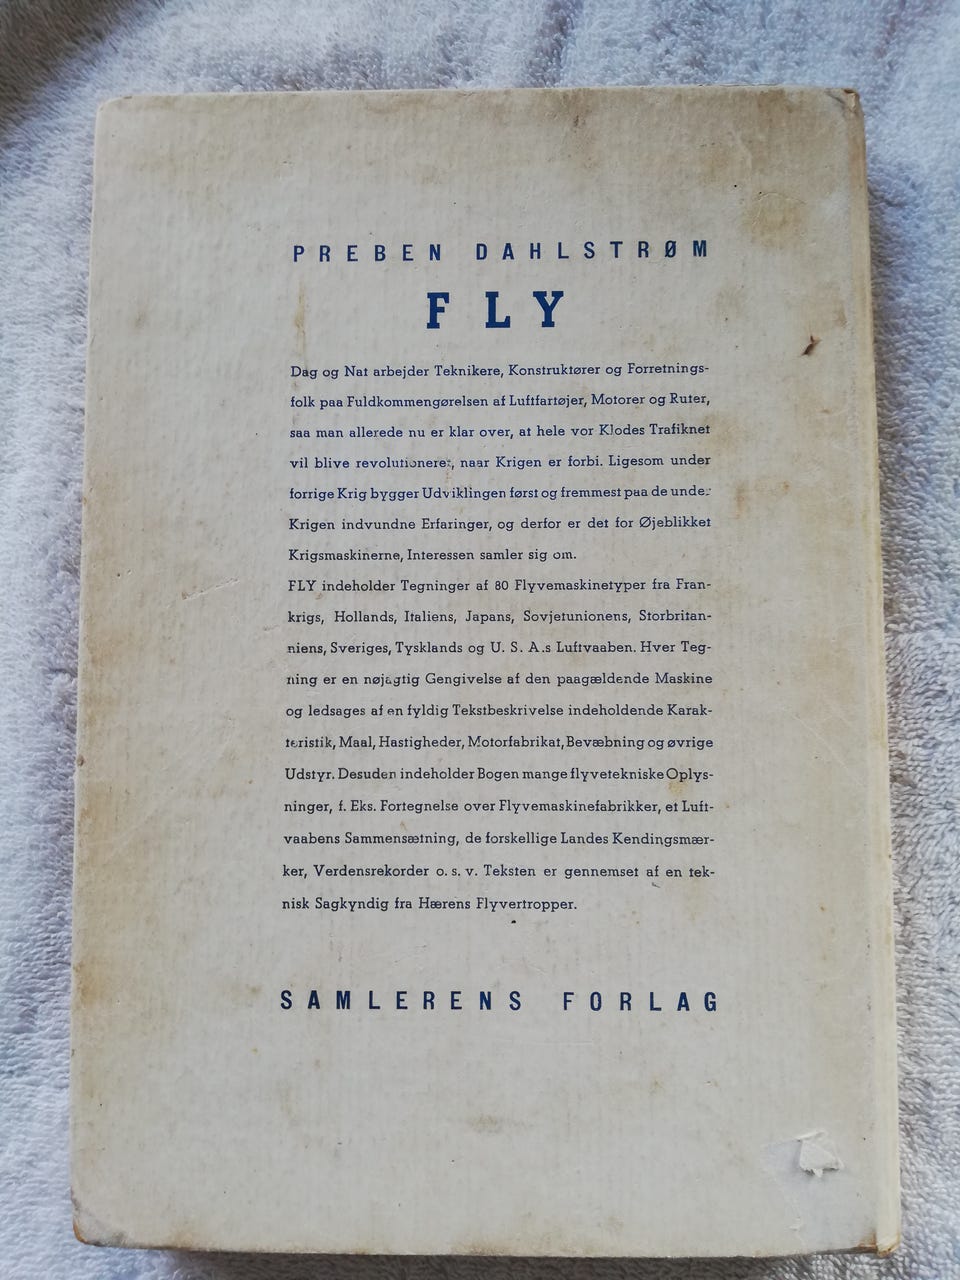 PREBEN DAHLSTRØM
FLY
Dag og Nat arbejder Teknikere, Konstruktører og Forretnings-
folk paa Fuldkommengørelsen af Luftfartøjer, Motorer og Ruter,
saa man allerede nu er klar over, at hele vor Klodes Trafiknet
vil blive revolutioneret, naar Krigen er forbi. Ligesom under
forrige Krig bygger Udviklingen først og fremmest paa de under
Krigen indvundne Erfaringer, og derfor er det for Øjeblikket
Krigsmaskinerne, Interessen samler sig om.
FLY indeholder Tegninger af 80 Flyvemaskinetyper fra Fran-
krigs, Hollands, Italiens, Japans, Sovjetunionens, Storbritan-
niens, Sveriges, Tysklands og U. S. A.s Luftvaaben. Hver Teg-
ning er en nøjagtig Gengivelse af den paagældende Maskine
og ledsages af en fyldig Tekstbeskrivelse indeholdende Karak-
teristik, Maal, Hastigheder, Motorfabrikat, Bevæbning og øvrige
Udstyr. Desuden indeholder Bogen mange flyvetekniske Oplys-
ninger, f. Eks. Fortegnelse over Flyvemaskinefabrikker, et Luft-
vaabens Sammensætning, de forskellige Landes Kendingsmær-
ker, Verdensrekorder o. s. v. Teksten er gennemset af en tek-
nisk Sagkyndig fra Hærens Flyvertropper.
SAMLERENS FORLAG